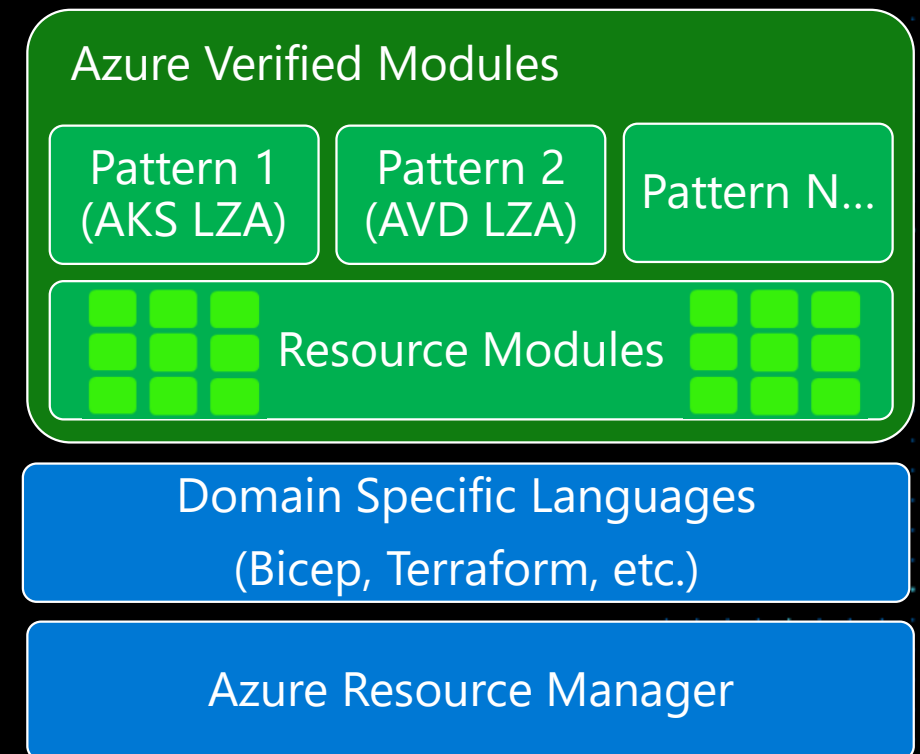 Azure Verified Modules
Pattern 1
(AKS LZA)
Pattern 2
(AVD LZA)
Pattern N...
Resource Modules
Domain Specific Languages
(Bicep, Terraform, etc.)
Azure Resource Manager